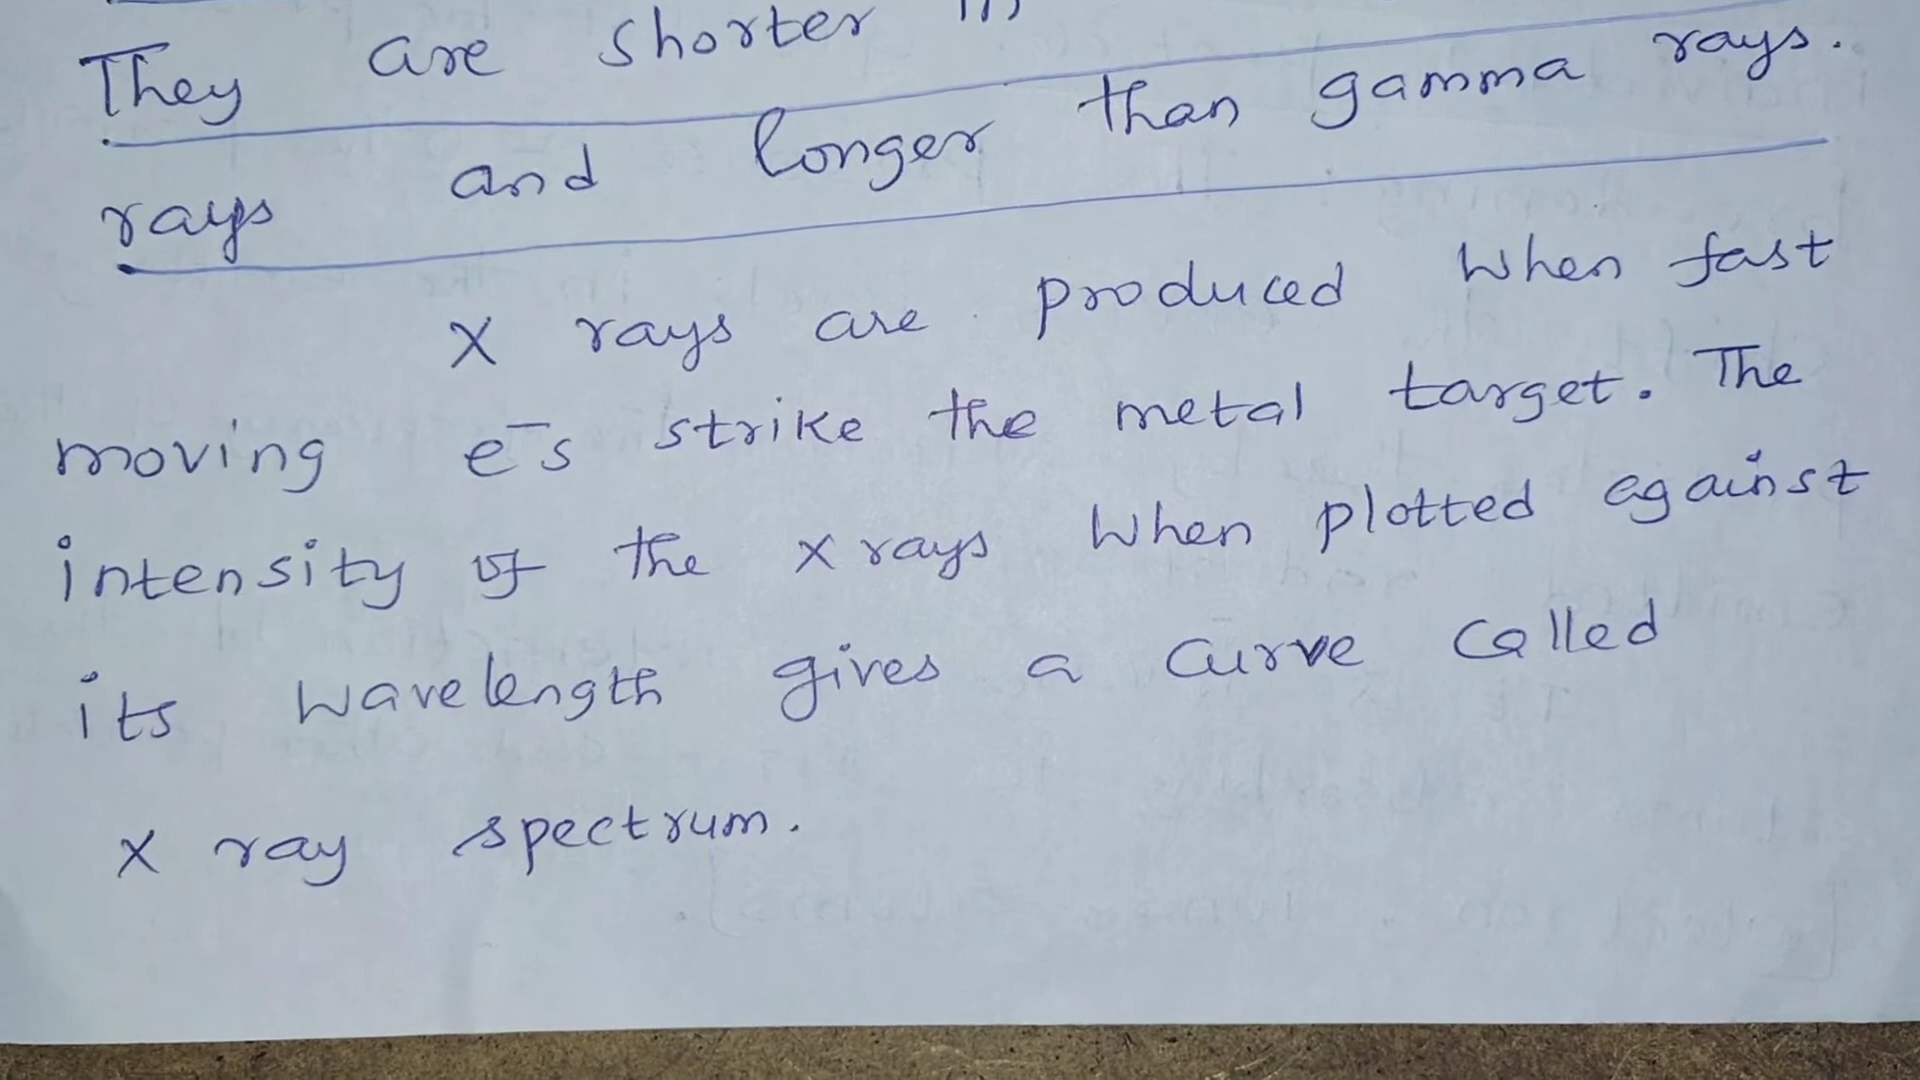 They are shorter in
rays and longer than gamma rays.
X rays are produced when fast
moving e⁻s strike the metal target. The
intensity of the x rays when plotted against
its wavelength gives a curve called
x ray spectrum.